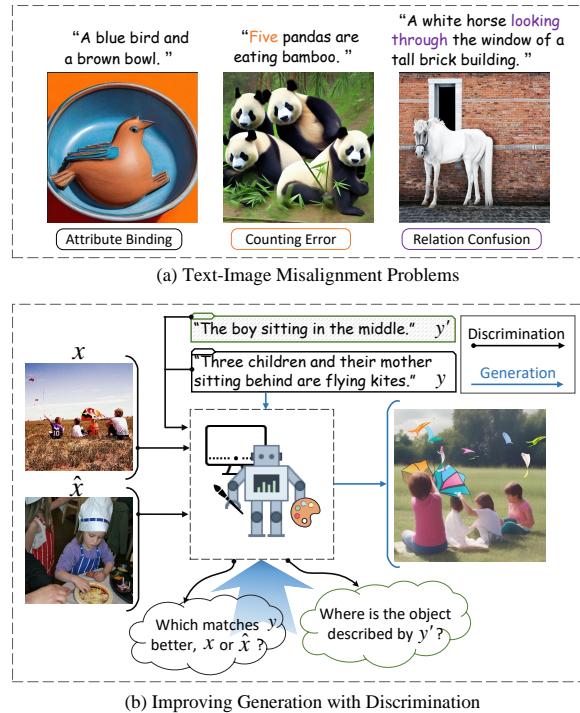 “A blue bird and
a brown bowl. ”
“Five pandas are
eating bamboo. ”
“A white horse looking
through the window of a
tall brick building. ”
Attribute Binding
Counting Error
Relation Confusion
(a) Text-Image Misalignment Problems
“The boy sitting in the middle.” y′
“Three children and their mother
sitting behind are flying kites.” y
Discrimination
Generation
x
x̂
Which matches y
better, x or x̂ ?
Where is the object
described by y′ ?
(b) Improving Generation with Discrimination